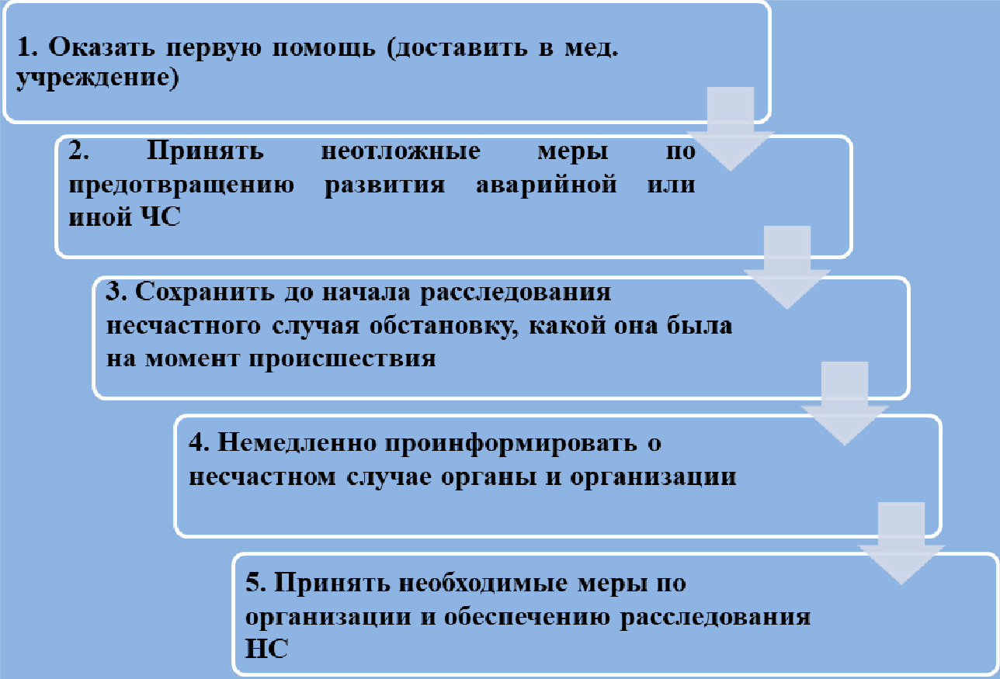 1. Оказать первую помощь (доставить в мед.
учреждение)
2. Принять неотложные меры по
предотвращению развития аварийной или
иной ЧС
3. Сохранить до начала расследования
несчастного случая обстановку, какой она была
на момент происшествия
4. Немедленно проинформировать о
несчастном случае органы и организации
5. Принять необходимые меры по
организации и обеспечению расследования
НС